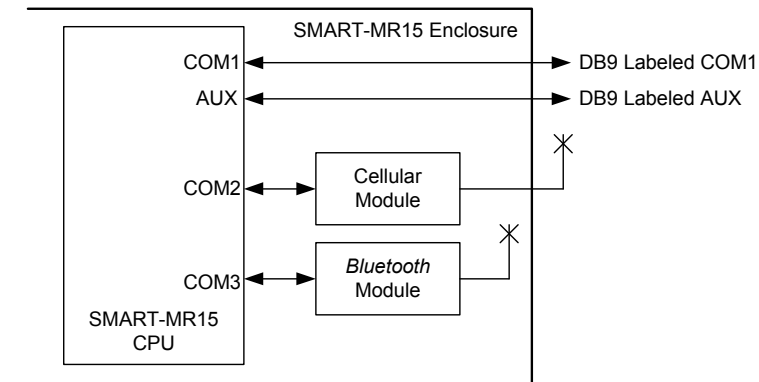 SMART-MR15 Enclosure
COM1
DB9 Labeled COM1
AUX
DB9 Labeled AUX
COM2
Cellular
Module
COM3
Bluetooth
Module
SMART-MR15
CPU